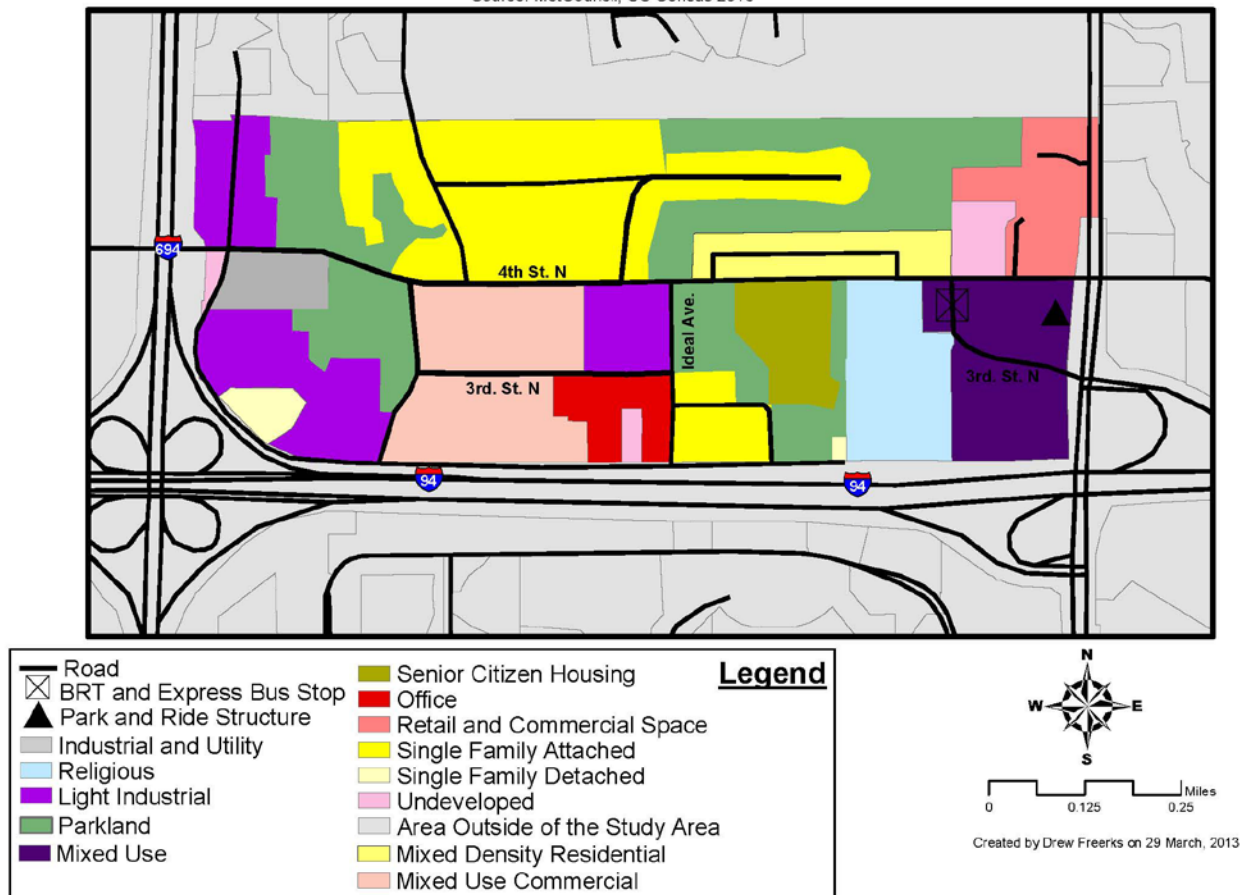 694
4th St. N
Ideal Ave.
3rd. St. N
3rd. St. N
94
94
Legend
Road
BRT and Express Bus Stop
Park and Ride Structure
Industrial and Utility
Religious
Light Industrial
Parkland
Mixed Use
Senior Citizen Housing
Office
Retail and Commercial Space
Single Family Attached
Single Family Detached
Undeveloped
Area Outside of the Study Area
Mixed Density Residential
Mixed Use Commercial
N
W E
S
Miles
0 0.125 0.25
Created by Drew Freerks on 29 March, 2013